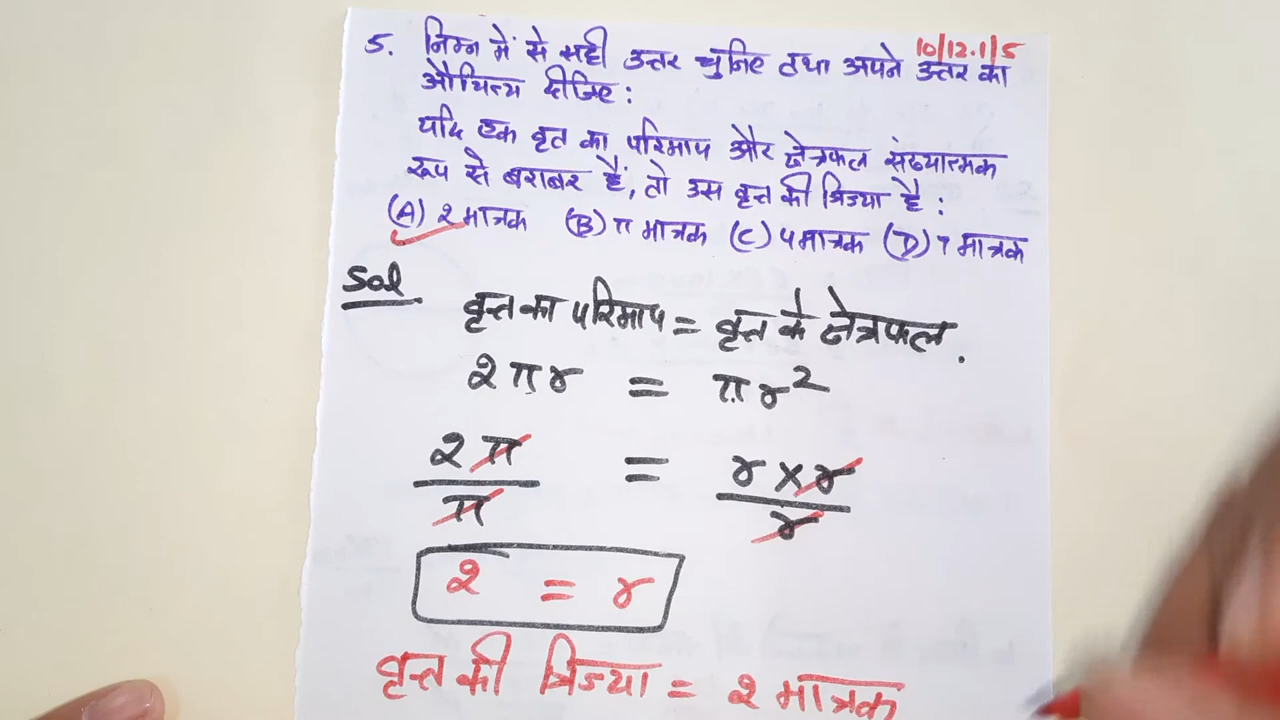 10/12.1/5
5. निम्न में से सही उत्तर चुनिए तथा अपने उत्तर का
औचित्य दीजिए:
यदि एक वृत का परिमाप और क्षेत्रफल संख्यात्मक
रूप से बराबर है, तो उस वृत्त की त्रिज्या है:
(A) 2 मात्रक (B) π मात्रक (C) 4 मात्रक (D) 7 मात्रक
Sol.
वृत्त का परिमाप = वृत्त के क्षेत्रफल.
2πr = πr²
2π/π = r×r/r
2 = r
वृत्त की त्रिज्या = 2 मात्रक